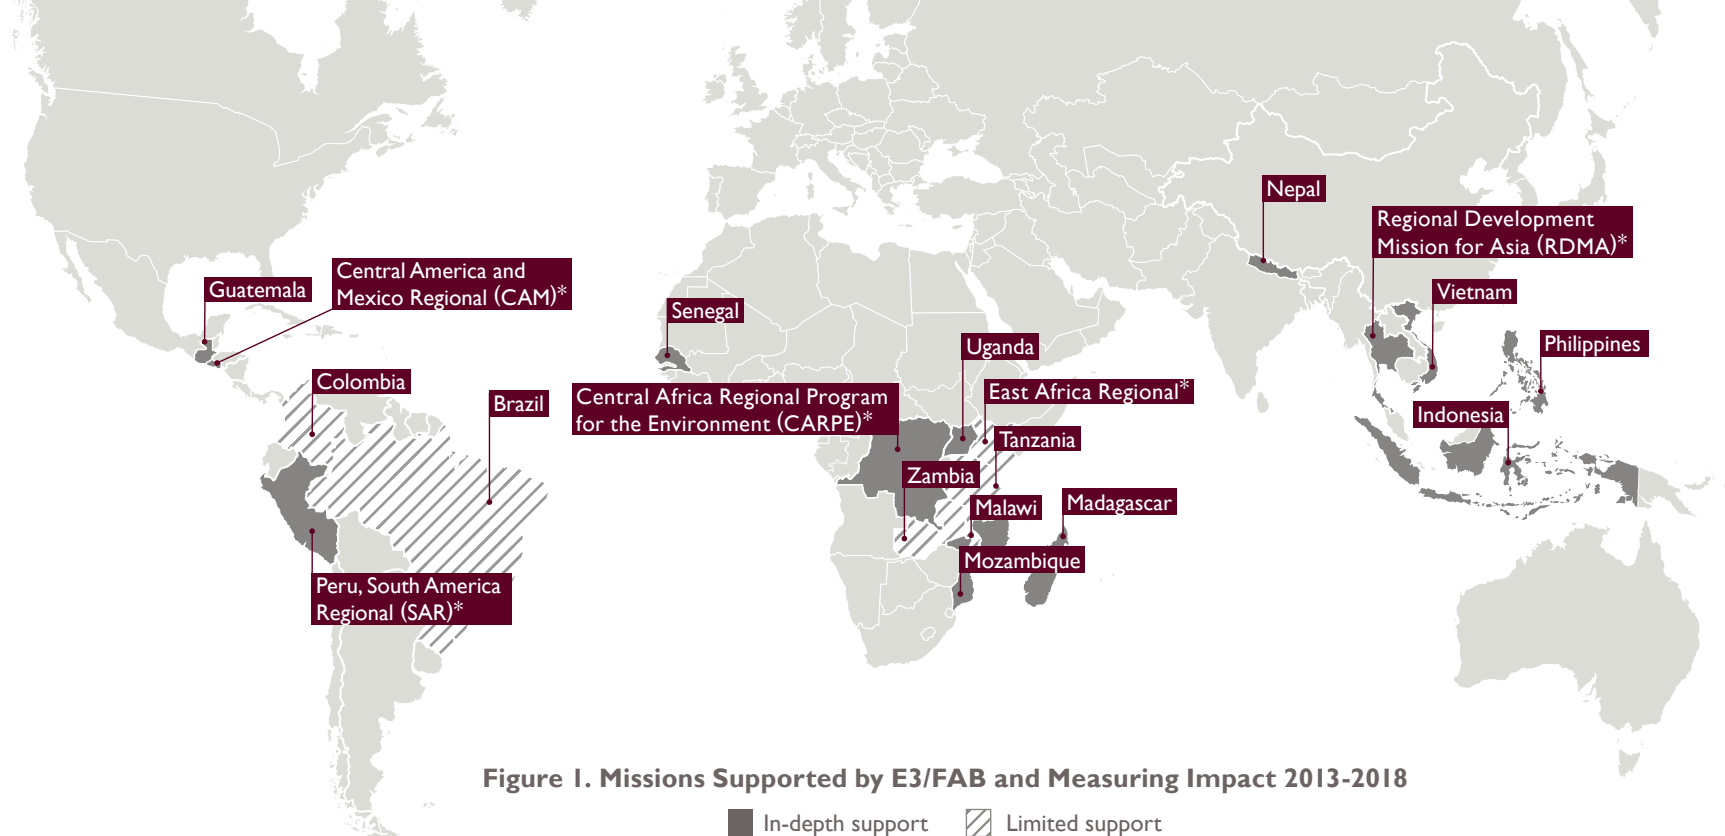 Nepal
Regional Development
Mission for Asia (RDMA)*
Central America and
Mexico Regional (CAM)*
Guatemala
Vietnam
Senegal
Uganda
Philippines
Colombia
Central Africa Regional Program
for the Environment (CARPE)*
East Africa Regional*
Brazil
Indonesia
Tanzania
Zambia
Malawi
Madagascar
Mozambique
Peru, South America
Regional (SAR)*
Figure 1. Missions Supported by E3/FAB and Measuring Impact 2013-2018
In-depth support
Limited support